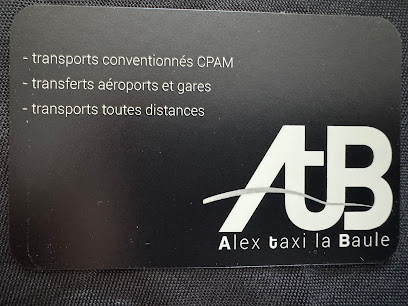 - transports conventionnés CPAM
- transferts aéroports et gares
- transports toutes distances
AtB
Alex taxi la Baule